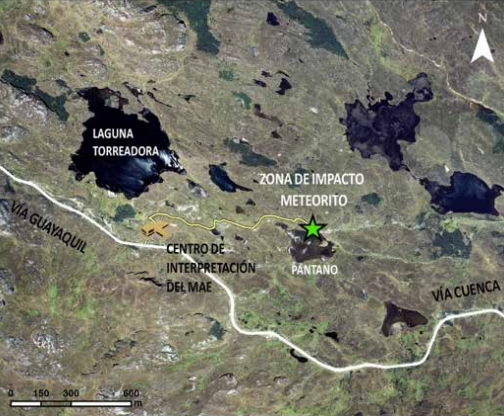 N
LAGUNA
TORREADORA
ZONA DE IMPACTO
METEORITO
VÍA GUAYAQUIL
CENTRO DE
INTERPRETACIÓN
DEL MAE
PÁNTANO
VÍA CUENCA
0 150 300 600
m